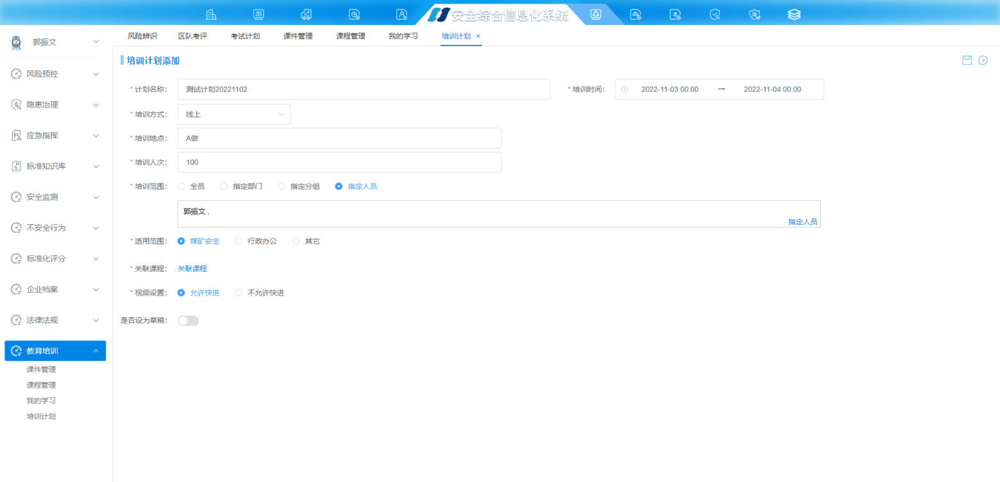 安全综合信息化系统
郭振文
风险预控
隐患治理
应急指挥
标准知识库
安全监测
不安全行为
标准化评分
企业档案
法律法规
教育培训
课件管理
课程管理
我的学习
培训计划
风险辨识 区队考评 考试计划 课件管理 课程管理 我的学习 培训计划 ×
培训计划添加
* 计划名称: 测试计划20221102 * 培训时间: 2022-11-03 00:00 → 2022-11-04 00:00
* 培训方式: 线上
* 培训地点: A做
* 培训人次: 100
* 培训范围: 全员 指定部门 指定分组 指定人员
郭振文 ,
指定人员
* 适用范围: 煤矿安全 行政办公 其它
* 关联课程: 关联课程
* 视频设置: 允许快进 不允许快进
是否设为草稿: